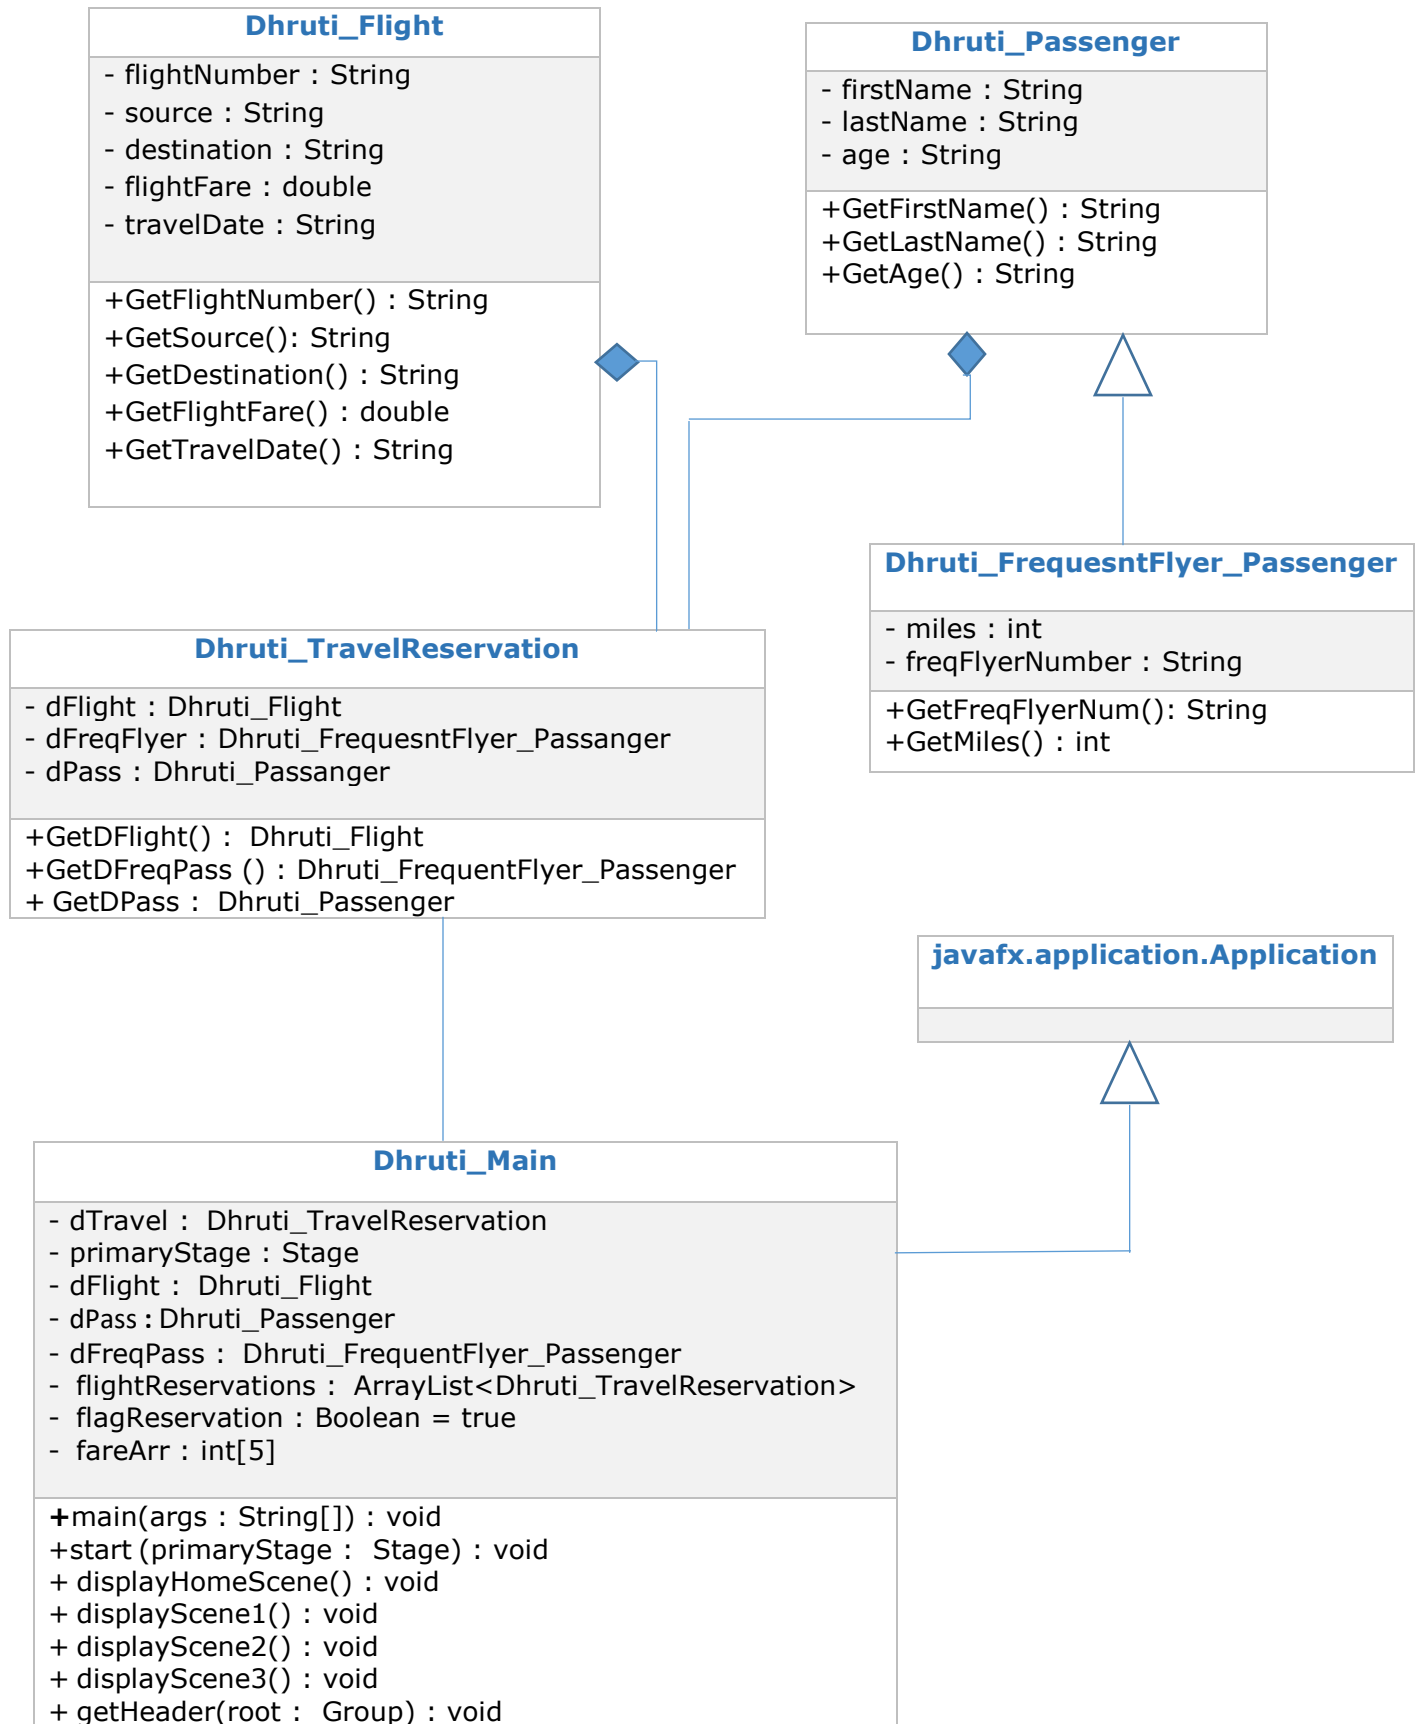 Dhruti_Flight
- flightNumber : String
- source : String
- destination : String
- flightFare : double
- travelDate : String
+GetFlightNumber() : String
+GetSource(): String
+GetDestination() : String
+GetFlightFare() : double
+GetTravelDate() : String
Dhruti_Passenger
- firstName : String
- lastName : String
- age : String
+GetFirstName() : String
+GetLastName() : String
+GetAge() : String
Dhruti_FrequesntFlyer_Passenger
- miles : int
- freqFlyerNumber : String
+GetFreqFlyerNum(): String
+GetMiles() : int
Dhruti_TravelReservation
- dFlight : Dhruti_Flight
- dFreqFlyer : Dhruti_FrequesntFlyer_Passanger
- dPass : Dhruti_Passanger
+GetDFlight() : Dhruti_Flight
+GetDFreqPass () : Dhruti_FrequentFlyer_Passenger
+ GetDPass : Dhruti_Passenger
javafx.application.Application
Dhruti_Main
- dTravel : Dhruti_TravelReservation
- primaryStage : Stage
- dFlight : Dhruti_Flight
- dPass : Dhruti_Passenger
- dFreqPass : Dhruti_FrequentFlyer_Passenger
- flightReservations : ArrayList<Dhruti_TravelReservation>
- flagReservation : Boolean = true
- fareArr : int[5]
+main(args : String[]) : void
+start (primaryStage : Stage) : void
+ displayHomeScene() : void
+ displayScene1() : void
+ displayScene2() : void
+ displayScene3() : void
+ getHeader(root : Group) : void